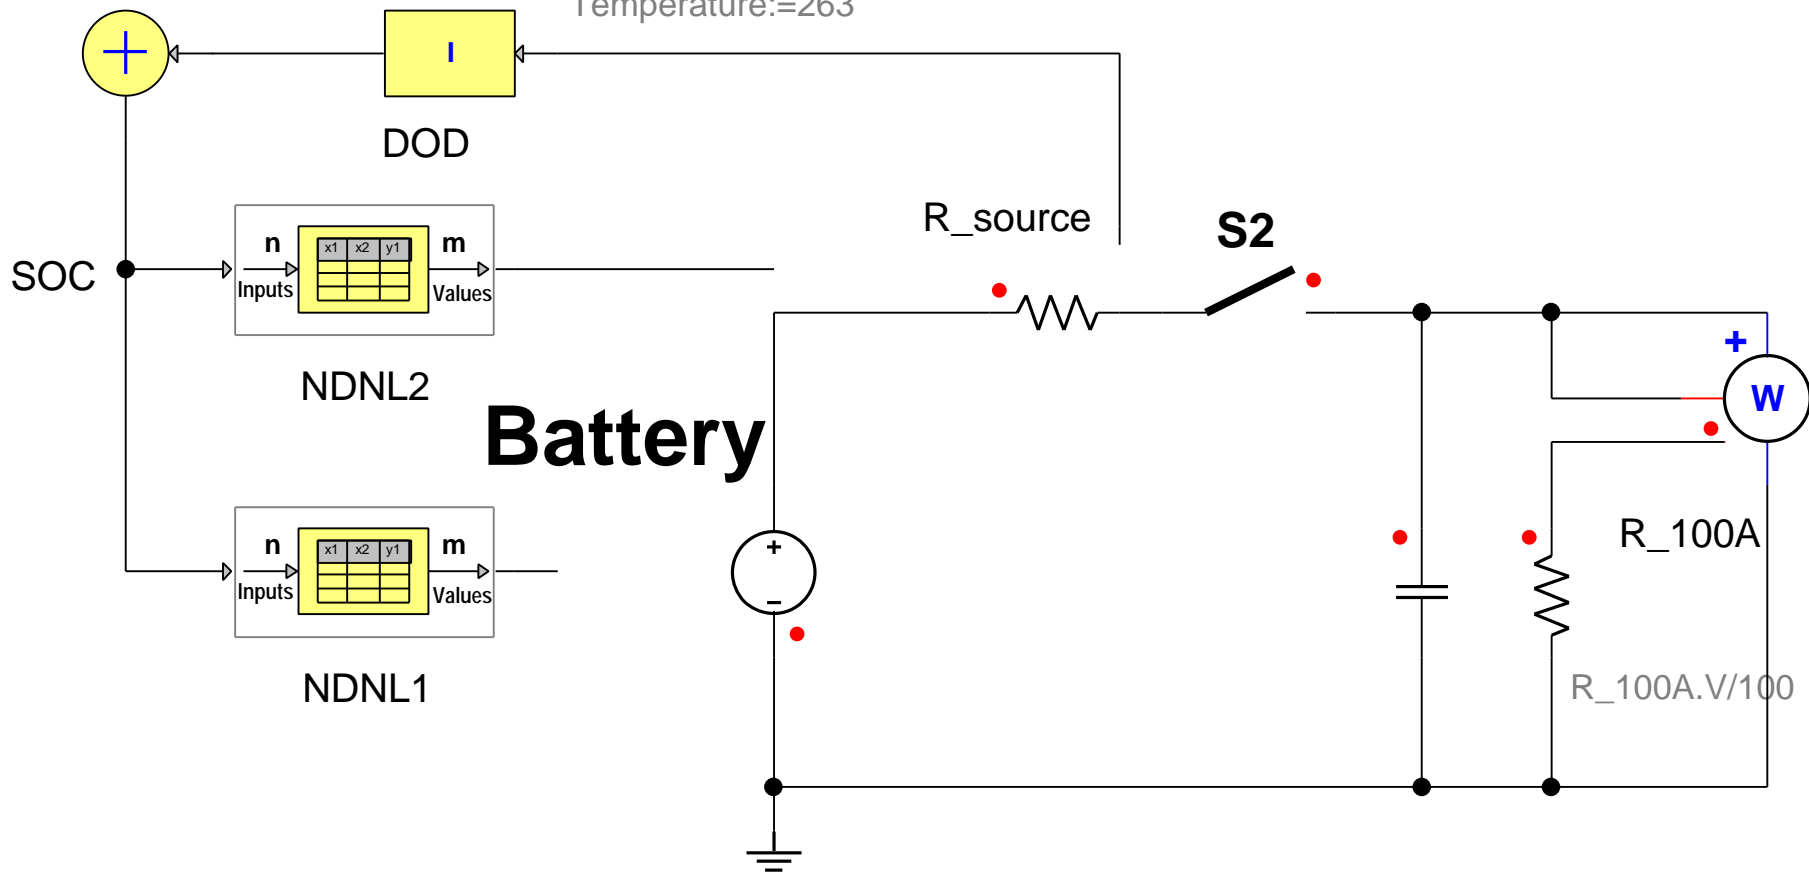 Temperature:=263
I
DOD
R_source
S2
n
x1 x2 y1
m
SOC
Inputs
Values
NDNL2
+
W
Battery
n
x1 x2 y1
m
+
R_100A
Inputs
Values
−
NDNL1
R_100A.V/100